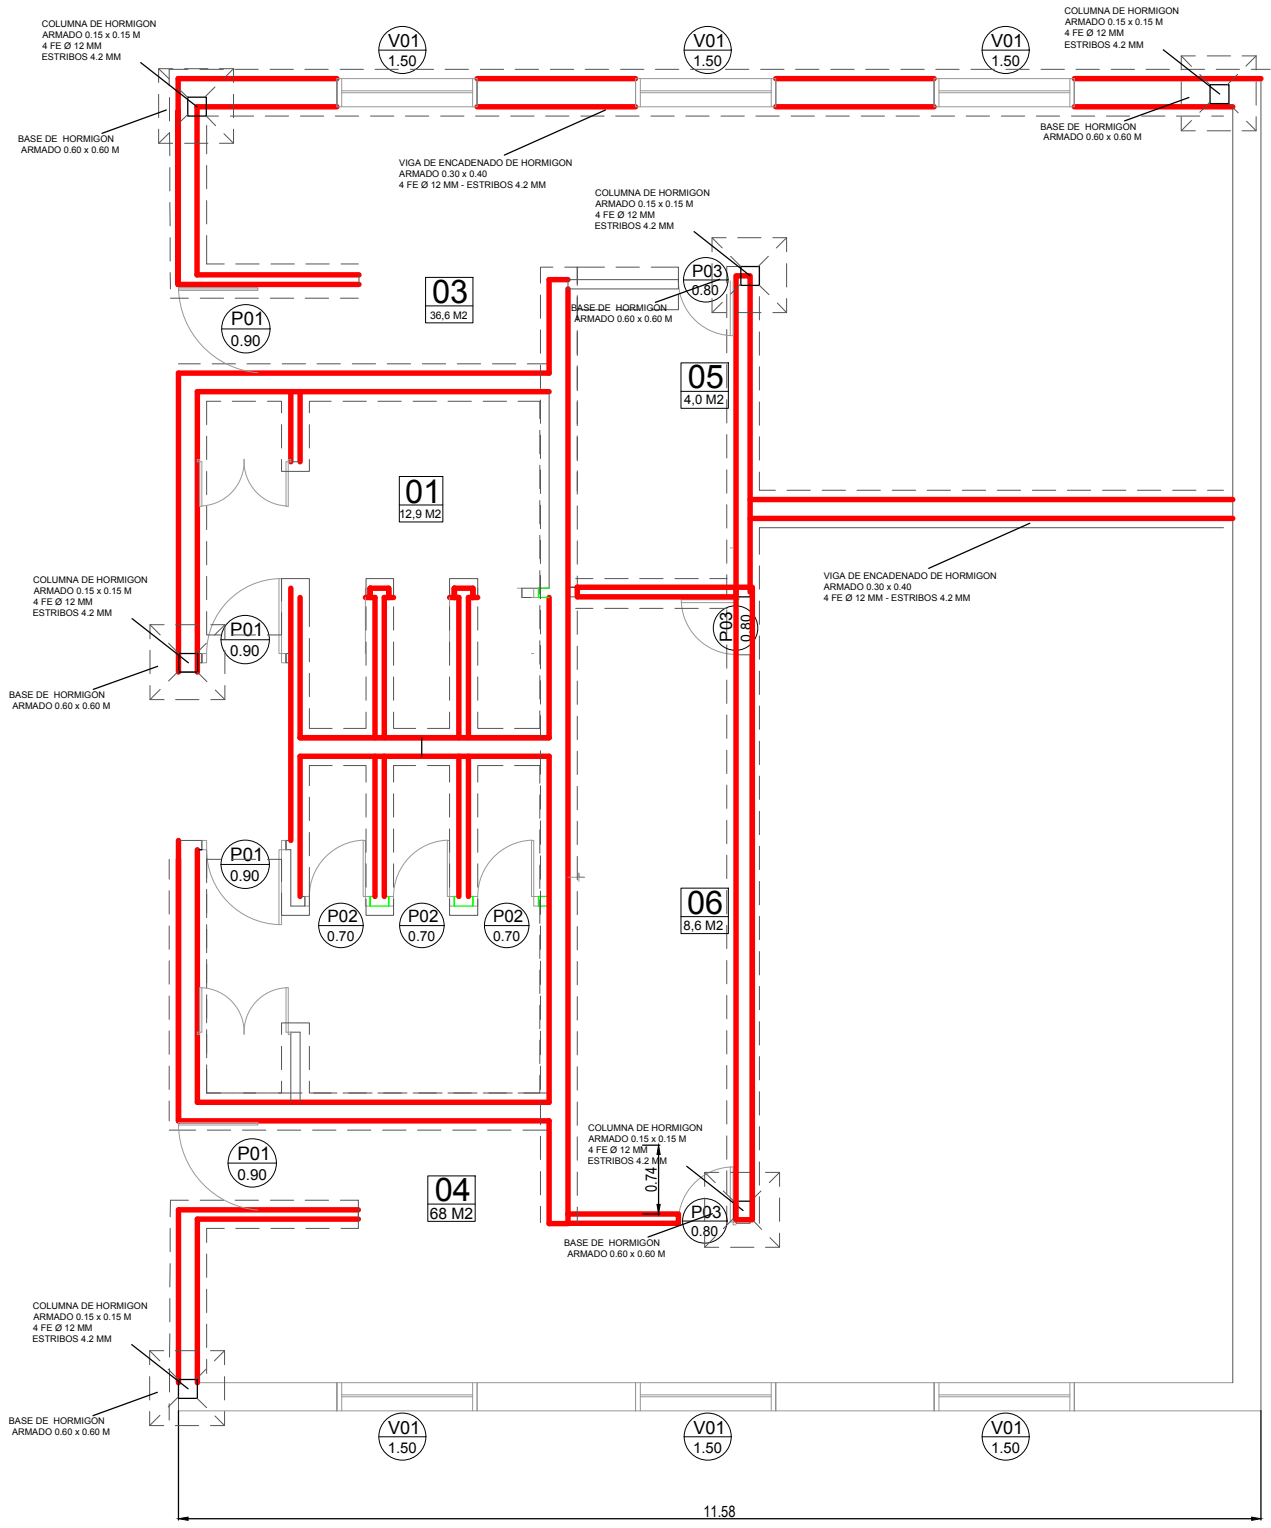 COLUMNA DE HORMIGON
ARMADO 0.15 x 0.15 M
4 FE Ø 12 MM
ESTRIBOS 4.2 MM
V01
1.50
V01
1.50
V01
1.50
COLUMNA DE HORMIGON
ARMADO 0.15 x 0.15 M
4 FE Ø 12 MM
ESTRIBOS 4.2 MM
BASE DE HORMIGON
ARMADO 0.60 x 0.60 M
BASE DE HORMIGON
ARMADO 0.60 x 0.60 M
VIGA DE ENCADENADO DE HORMIGON
ARMADO 0.30 x 0.40
4 FE Ø 12 MM - ESTRIBOS 4.2 MM
COLUMNA DE HORMIGON
ARMADO 0.15 x 0.15 M
4 FE Ø 12 MM
ESTRIBOS 4.2 MM
P03
0.80
03
36,6 M2
BASE DE HORMIGON
ARMADO 0.60 x 0.60 M
P01
0.90
05
4,0 M2
01
12,9 M2
VIGA DE ENCADENADO DE HORMIGON
ARMADO 0.30 x 0.40
4 FE Ø 12 MM - ESTRIBOS 4.2 MM
COLUMNA DE HORMIGON
ARMADO 0.15 x 0.15 M
4 FE Ø 12 MM
ESTRIBOS 4.2 MM
P01
0.90
P03
0.80
BASE DE HORMIGON
ARMADO 0.60 x 0.60 M
P01
0.90
P02
0.70
P02
0.70
P02
0.70
06
8,6 M2
COLUMNA DE HORMIGON
ARMADO 0.15 x 0.15 M
4 FE Ø 12 MM
ESTRIBOS 4.2 MM
P01
0.90
0.74
04
68 M2
P03
0.80
BASE DE HORMIGON
ARMADO 0.60 x 0.60 M
COLUMNA DE HORMIGON
ARMADO 0.15 x 0.15 M
4 FE Ø 12 MM
ESTRIBOS 4.2 MM
BASE DE HORMIGON
ARMADO 0.60 x 0.60 M
V01
1.50
V01
1.50
V01
1.50
11.58